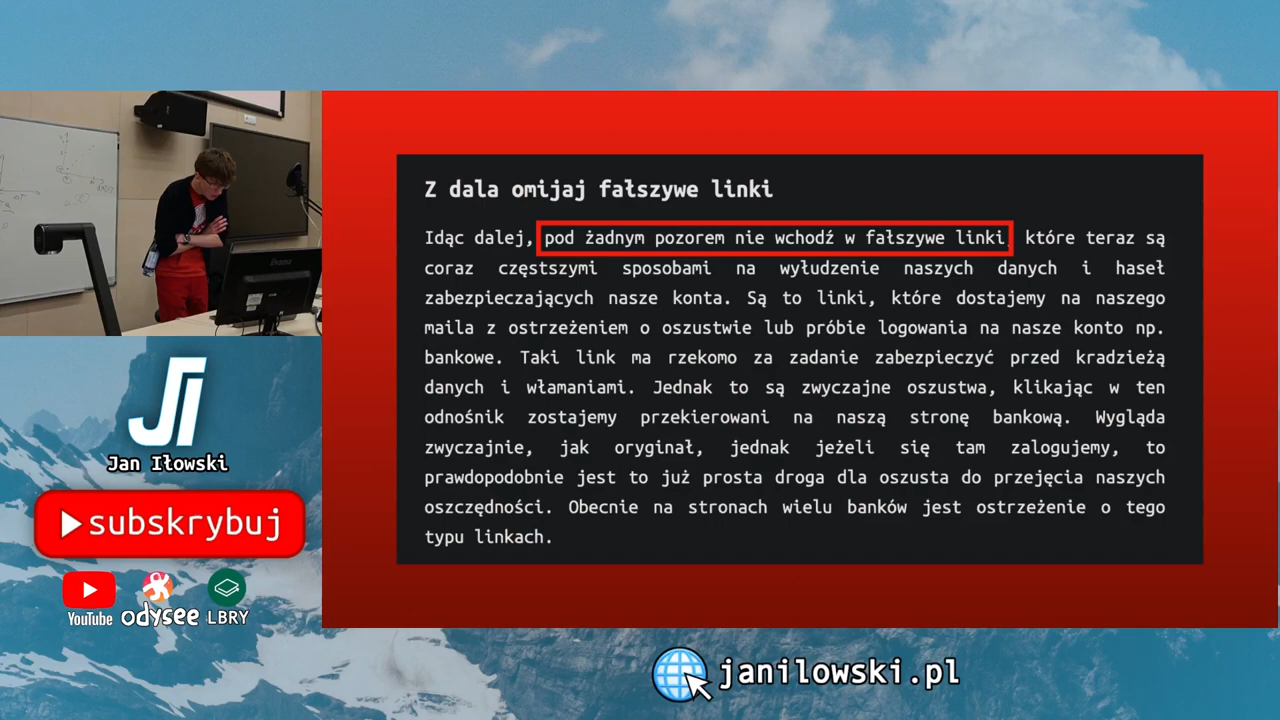 Z dala omijaj fałszywe linki
Idąc dalej, pod żadnym pozorem nie wchodź w fałszywe linki, które teraz są
coraz częstszymi sposobami na wyłudzenie naszych danych i haseł
zabezpieczających nasze konta. Są to linki, które dostajemy na naszego
maila z ostrzeżeniem o oszustwie lub próbie logowania na nasze konto np.
bankowe. Taki link ma rzekomo za zadanie zabezpieczyć przed kradzieżą
danych i włamaniami. Jednak to są zwyczajne oszustwa, klikając w ten
odnośnik zostajemy przekierowani na naszą stronę bankową. Wygląda
zwyczajnie, jak oryginał, jednak jeżeli się tam zalogujemy, to
prawdopodobnie jest to już prosta droga dla oszusta do przejęcia naszych
oszczędności. Obecnie na stronach wielu banków jest ostrzeżenie o tego
typu linkach.
Ji
Jan Iłowski
subskrybuj
YouTube odysee LBRY
janilowski.pl